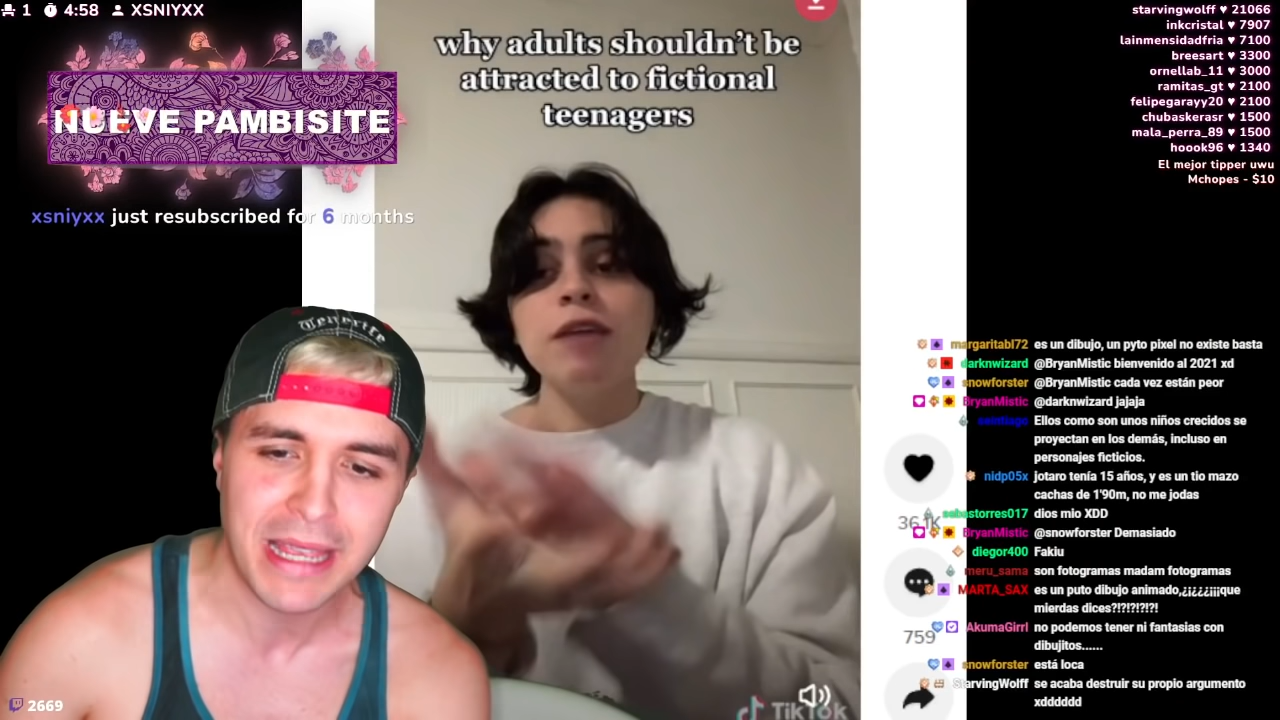 1 4:58 XSNIYXX
NUEVE PAMBISITE
xsniyxx just resubscribed for 6 months
why adults shouldn't be
attracted to fictional
teenagers
Tenerife
starvingwolff ♥ 21066
inkcristal ♥ 7907
lainmensidadfria ♥ 7100
breesart ♥ 3300
ornellab_11 ♥ 3000
ramitas_gt ♥ 2100
felipegarayy20 ♥ 2100
chubaskerasr ♥ 1500
mala_perra_89 ♥ 1500
hoook96 ♥ 1340
El mejor tipper uwu
Mchopes - $10
margaritabl72 es un dibujo, un pyto pixel no existe basta
darknwizard @BryanMistic bienvenido al 2021 xd
snowforster @BryanMistic cada vez están peor
BryanMistic @darknwizard jajaja
Ellos como son unos niños crecidos se
proyectan en los demás, incluso en
personajes ficticios.
nidp05x jotaro tenía 15 años, y es un tio mazo
cachas de 1'90m, no me jodas
sebastorres017 dios mio XDD
BryanMistic @snowforster Demasiado
diegor400 Fakiu
meru_sama son fotogramas madam fotogramas
MARTA_SAX es un puto dibujo animado,¿¡¿¿¿¡¡¡que
mierdas dices?!?!?!?!?!
AkumaGirrl no podemos tener ni fantasias con
dibujitos......
snowforster está loca
StarvingWolff se acaba destruir su propio argumento
xdddddd
36.1K
759
TikTok
2669